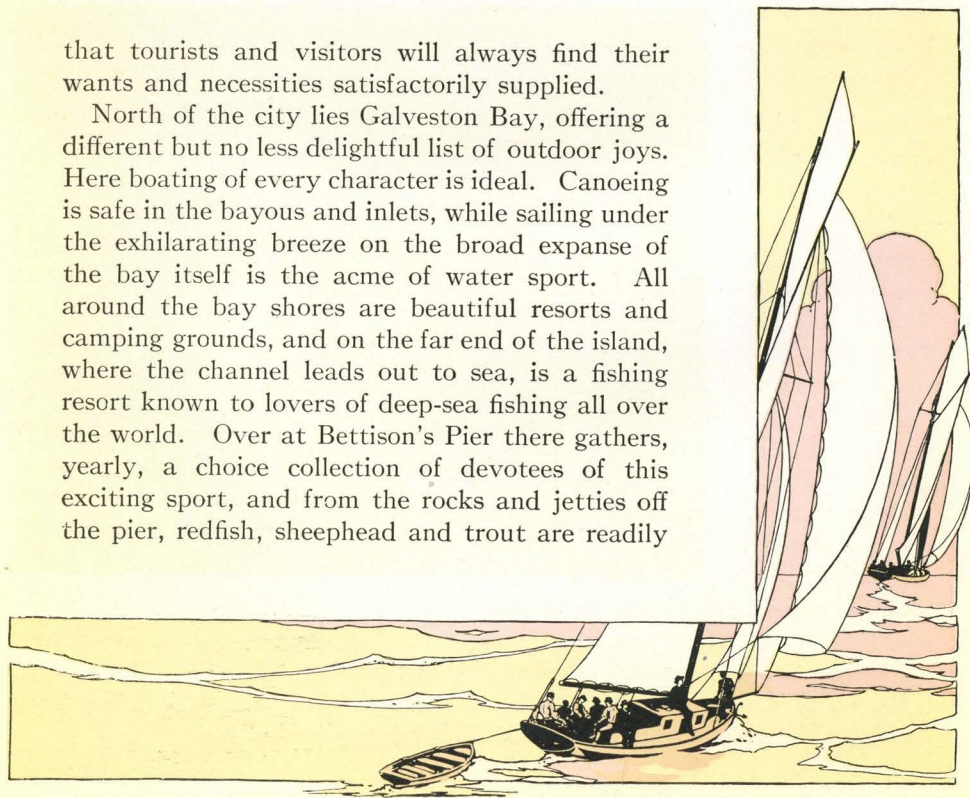 that tourists and visitors will always find their
wants and necessities satisfactorily supplied.
North of the city lies Galveston Bay, offering a
different but no less delightful list of outdoor joys.
Here boating of every character is ideal. Canoeing
is safe in the bayous and inlets, while sailing under
the exhilarating breeze on the broad expanse of
the bay itself is the acme of water sport. All
around the bay shores are beautiful resorts and
camping grounds, and on the far end of the island,
where the channel leads out to sea, is a fishing
resort known to lovers of deep-sea fishing all over
the world. Over at Bettison's Pier there gathers,
yearly, a choice collection of devotees of this
exciting sport, and from the rocks and jetties off
the pier, redfish, sheephead and trout are readily